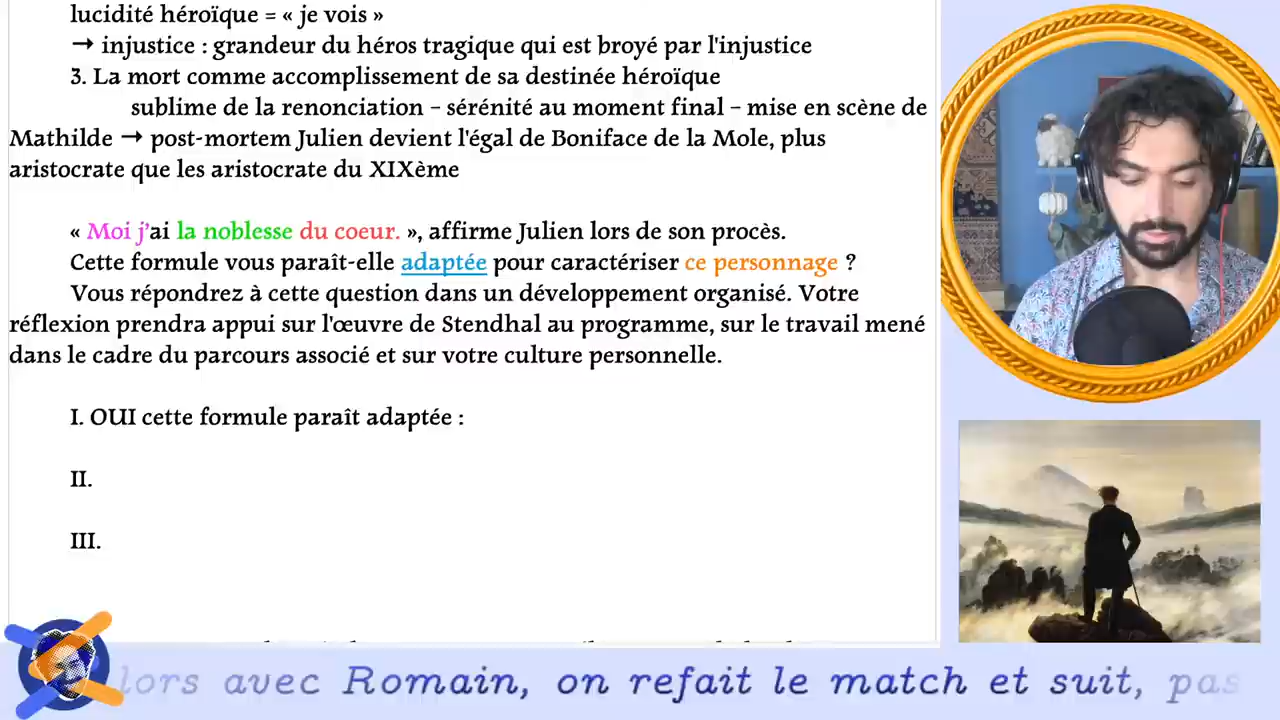 lucidité héroïque = « je vois »
→ injustice : grandeur du héros tragique qui est broyé par l'injustice
3. La mort comme accomplissement de sa destinée héroïque
sublime de la renonciation – sérénité au moment final – mise en scène de
Mathilde → post-mortem Julien devient l'égal de Boniface de la Mole, plus
aristocrate que les aristocrate du XIXème
« Moi j'ai la noblesse du coeur. », affirme Julien lors de son procès.
Cette formule vous paraît-elle adaptée pour caractériser ce personnage ?
Vous répondrez à cette question dans un développement organisé. Votre
réflexion prendra appui sur l'œuvre de Stendhal au programme, sur le travail mené
dans le cadre du parcours associé et sur votre culture personnelle.
I. OUI cette formule paraît adaptée :
II.
III.
lors avec Romain, on refait le match et suit, pas